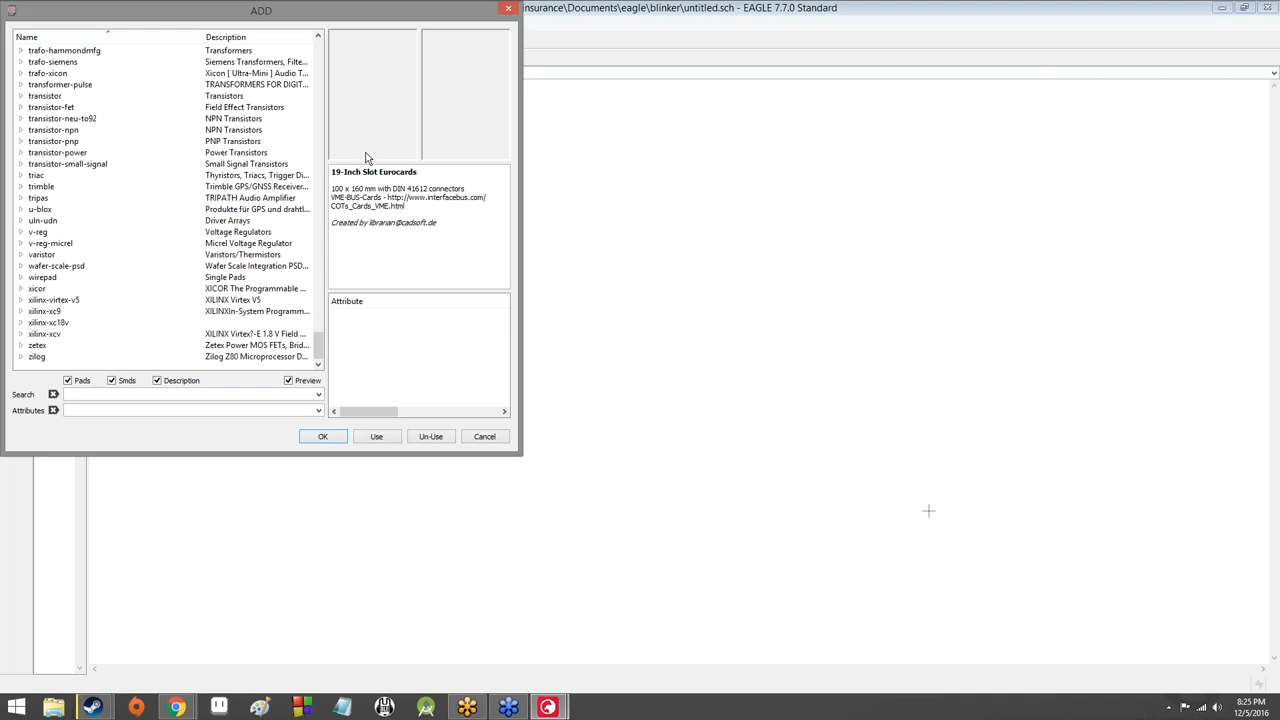 ADD
insurance\Documents\eagle\blinker\untitled.sch - EAGLE 7.7.0 Standard
Name Description
trafo-hammondmfg Transformers
trafo-siemens Siemens Transformers, Filte...
trafo-xicon Xicon [ Ultra-Mini ] Audio T...
transformer-pulse TRANSFORMERS FOR DIGIT...
transistor Transistors
transistor-fet Field Effect Transistors
transistor-neu-to92 NPN Transistors
transistor-npn NPN Transistors
transistor-pnp PNP Transistors
transistor-power Power Transistors
transistor-small-signal Small Signal Transistors
triac Thyristors, Triacs, Trigger Di...
trimble Trimble GPS/GNSS Receiver...
tripas TRIPATH Audio Amplifier
u-blox Produkte für GPS und drahtl...
uln-udn Driver Arrays
v-reg Voltage Regulators
v-reg-micrel Micrel Voltage Regulator
varistor Varistors/Thermistors
wafer-scale-psd Wafer Scale Integration PSD...
wirepad Single Pads
xicor XICOR The Programmable ...
xilinx-virtex-v5 XILINX Virtex V5
xilinx-xc9 XILINXIn-System Programm...
xilinx-xc18v
xilinx-xcv XILINX Virtex?-E 1.8 V Field ...
zetex Zetex Power MOS FETs, Brid...
zilog Zilog Z80 Microprocessor D...
19-Inch Slot Eurocards
100 x 160 mm with DIN 41612 connectors
VME-BUS-Cards - http://www.interfacebus.com/
COTs_Cards_VME.html
Created by librarian@cadsoft.de
Attribute
Pads Smds Description Preview
Search
Attributes
OK Use Un-Use Cancel
8:25 PM
12/5/2016